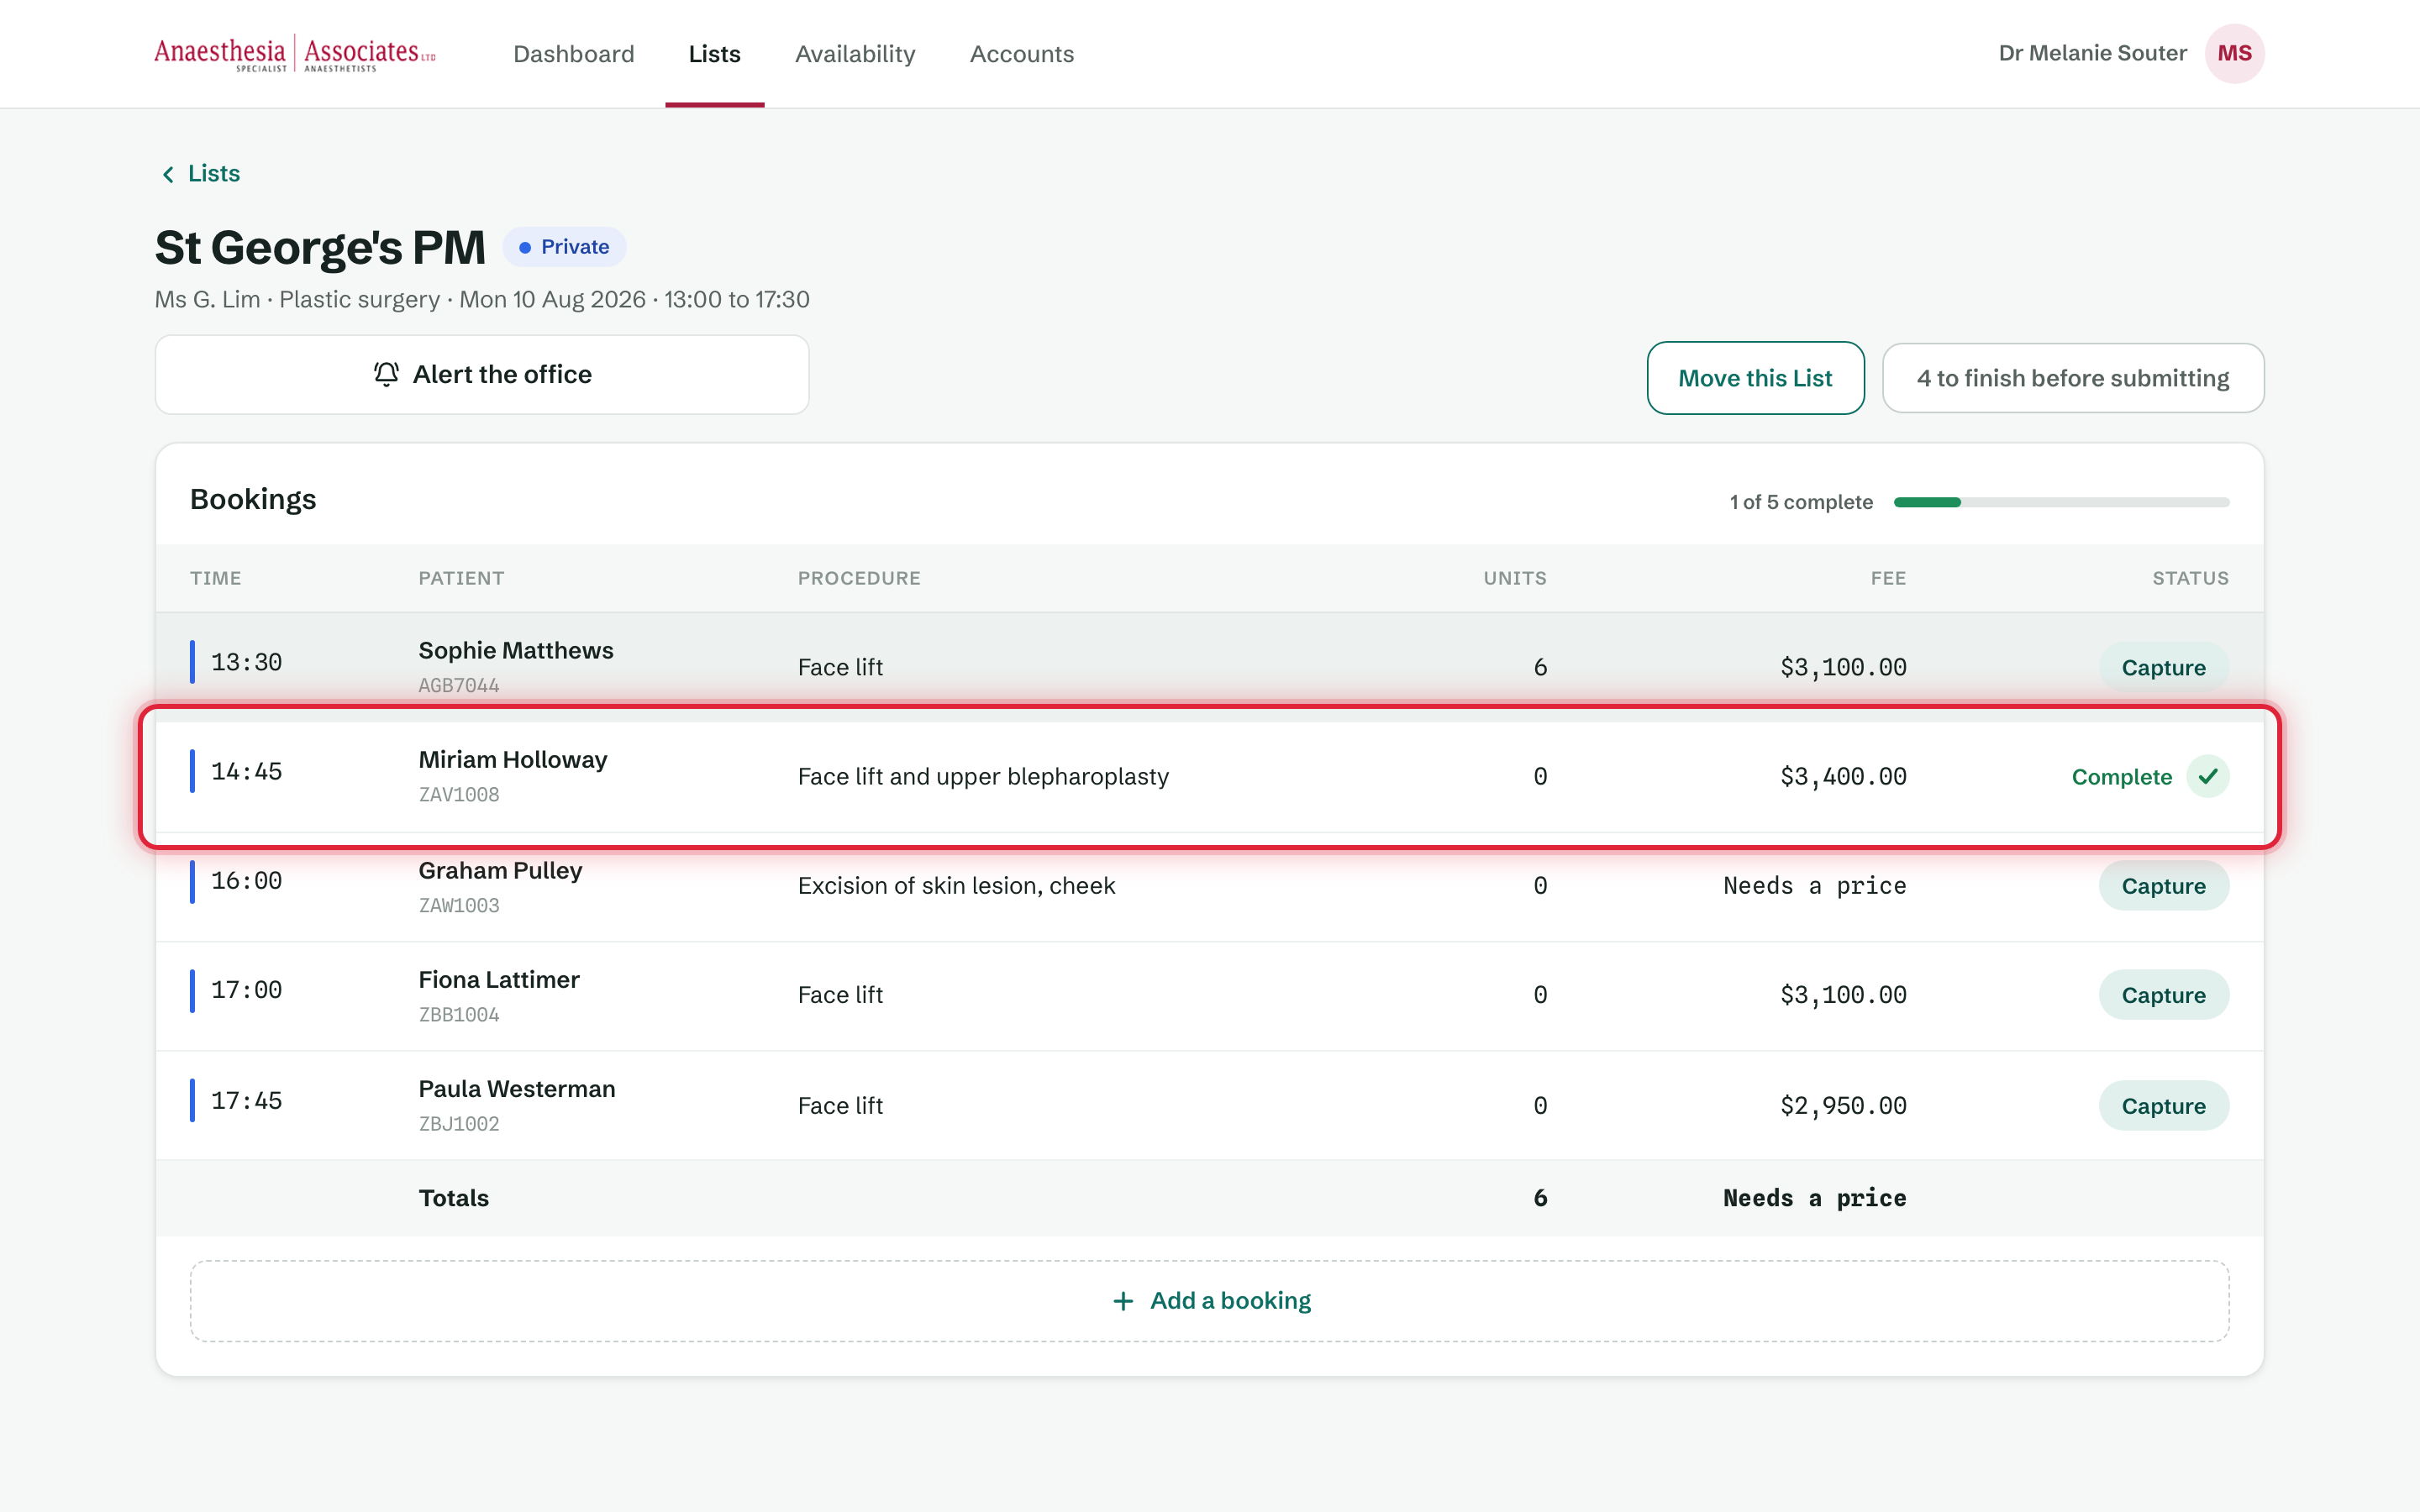 Anaesthesia Associates LTD
SPECIALIST ANAESTHETISTS
Dashboard Lists Availability Accounts
Dr Melanie Souter MS
Lists
St George's PM Private
Ms G. Lim · Plastic surgery · Mon 10 Aug 2026 · 13:00 to 17:30
Alert the office Move this List 4 to finish before submitting
Bookings 1 of 5 complete
TIME PATIENT PROCEDURE UNITS FEE STATUS
13:30 Sophie Matthews Face lift 6 $3,100.00 Capture
AGB7044
14:45 Miriam Holloway Face lift and upper blepharoplasty 0 $3,400.00 Complete
ZAV1008
16:00 Graham Pulley Excision of skin lesion, cheek 0 Needs a price Capture
ZAW1003
17:00 Fiona Lattimer Face lift 0 $3,100.00 Capture
ZBB1004
17:45 Paula Westerman Face lift 0 $2,950.00 Capture
ZBJ1002
Totals 6 Needs a price
+ Add a booking